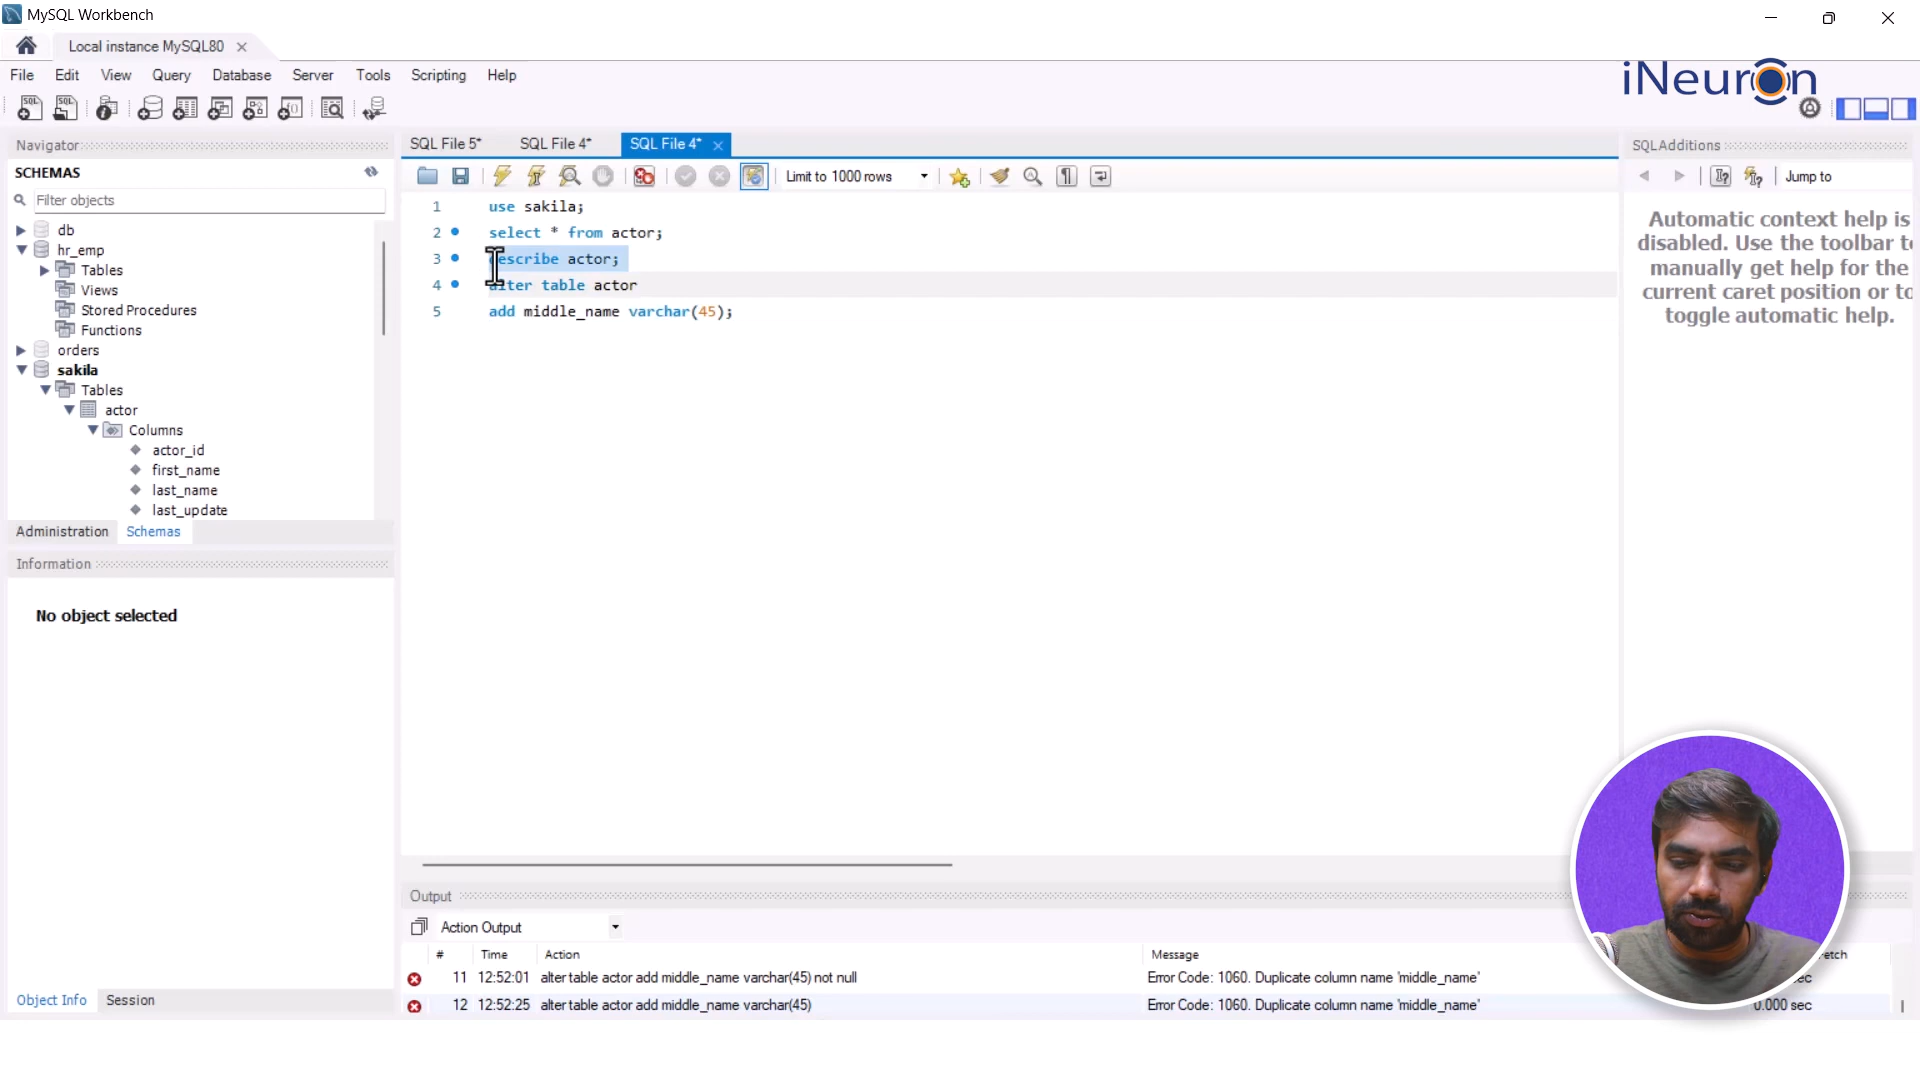 MySQL Workbench
Local instance MySQL80
File Edit View Query Database Server Tools Scripting Help
iNeuron
Navigator
SCHEMAS
Filter objects
db
hr_emp
Tables
Views
Stored Procedures
Functions
orders
sakila
Tables
actor
Columns
actor_id
first_name
last_name
last_update
Administration Schemas
Information
No object selected
Object Info Session
SQL File 5* SQL File 4* SQL File 4*
Limit to 1000 rows
1 use sakila;
2 select * from actor;
3 describe actor;
4 alter table actor
5 add middle_name varchar(45);
SQLAdditions
Jump to
Automatic context help is
disabled. Use the toolbar to
manually get help for the
current caret position or to
toggle automatic help.
Output
Action Output
# Time Action Message etch
11 12:52:01 alter table actor add middle_name varchar(45) not null Error Code: 1060. Duplicate column name 'middle_name' ec
12 12:52:25 alter table actor add middle_name varchar(45) Error Code: 1060. Duplicate column name 'middle_name' 0.000 sec